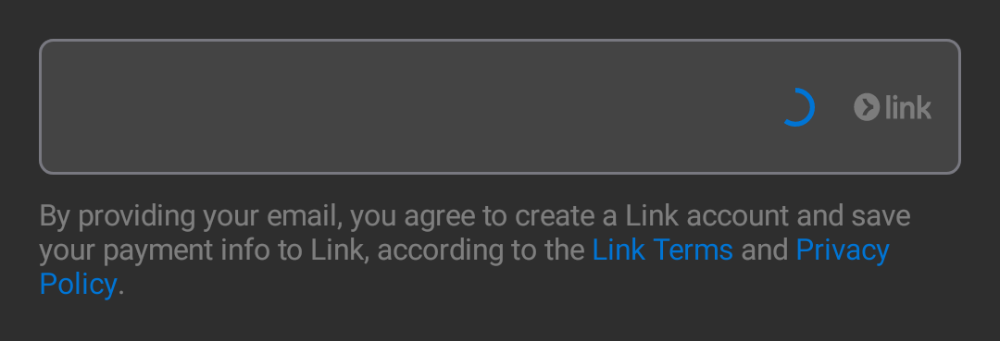 link
By providing your email, you agree to create a Link account and save
your payment info to Link, according to the Link Terms and Privacy
Policy.